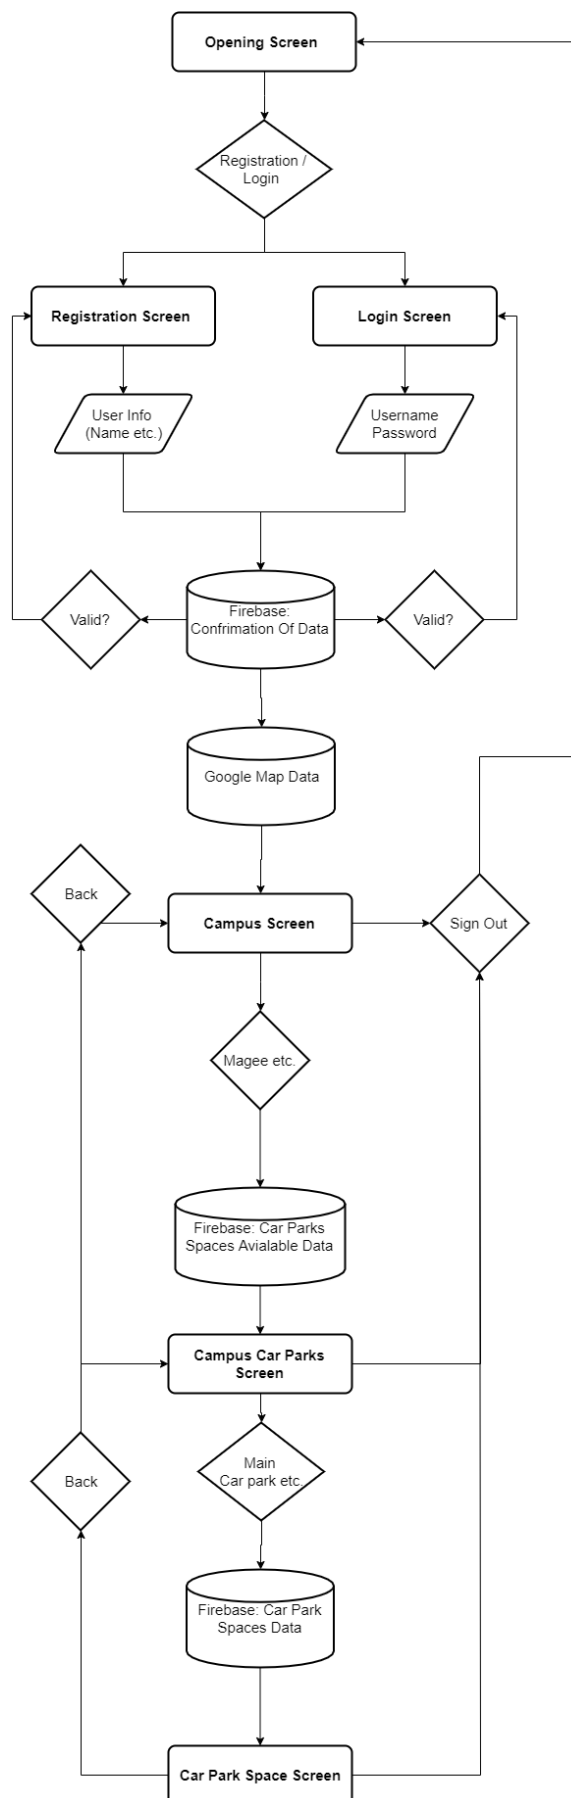 Opening Screen
Registration /
Login
Registration Screen
Login Screen
User Info
(Name etc.)
Username
Password
Valid?
Firebase:
Confrimation Of Data
Valid?
Google Map Data
Back
Campus Screen
Sign Out
Magee etc.
Firebase: Car Parks
Spaces Avialable Data
Campus Car Parks
Screen
Back
Main
Car park etc.
Firebase: Car Park
Spaces Data
Car Park Space Screen